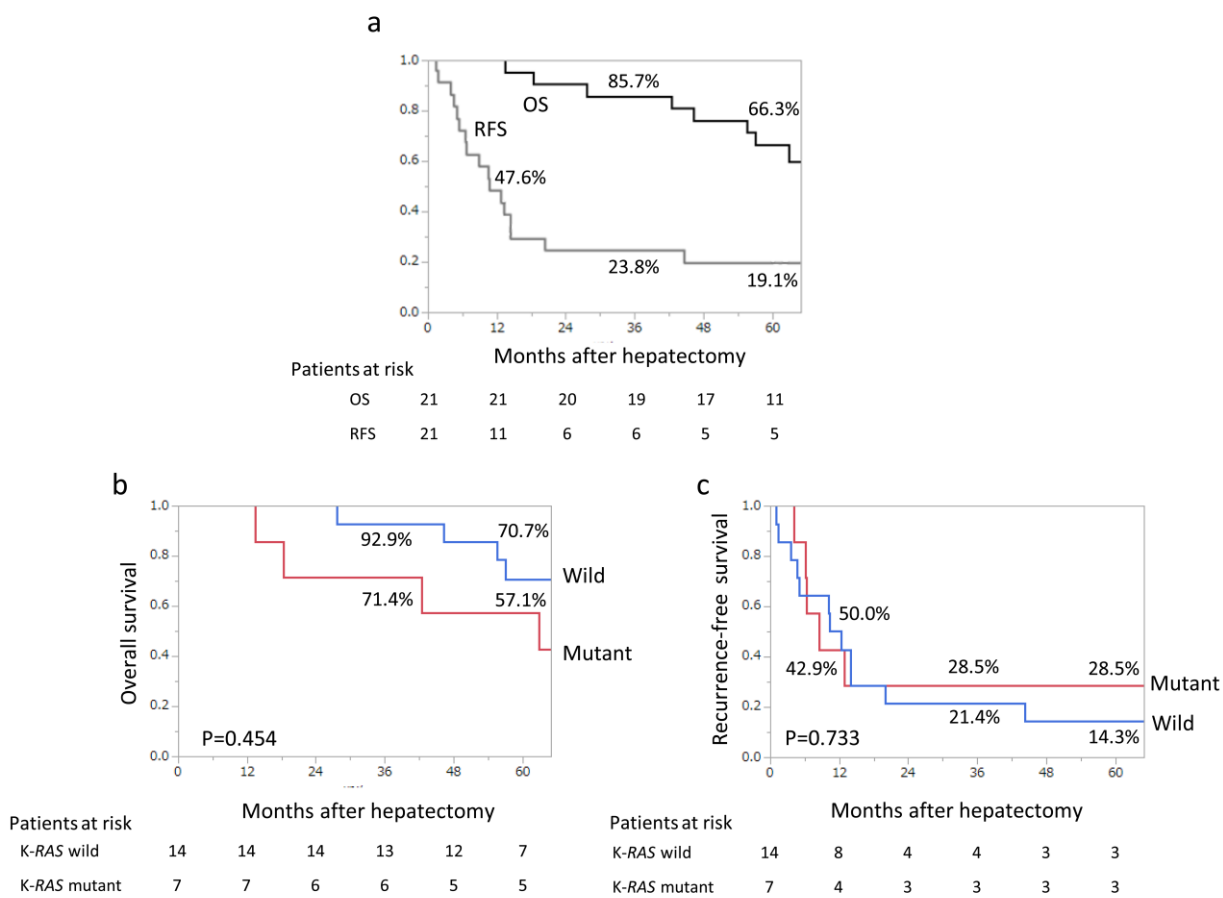 a
1.0
0.8
0.6
0.4
0.2
0.0
OS
RFS
85.7%
66.3%
47.6%
23.8%
19.1%
0 12 24 36 48 60
Months after hepatectomy
Patients at risk
OS 21 21 20 19 17 11
RFS 21 11 6 6 5 5
b
Overall survival
1.0
0.8
0.6
0.4
0.2
0.0
92.9%
70.7%
Wild
71.4%
57.1%
Mutant
P=0.454
0 12 24 36 48 60
Months after hepatectomy
Patients at risk
K-RAS wild 14 14 14 13 12 7
K-RAS mutant 7 7 6 6 5 5
c
Recurrence-free survival
1.0
0.8
0.6
0.4
0.2
0.0
50.0%
42.9%
28.5%
28.5%
Mutant
21.4%
Wild
14.3%
P=0.733
0 12 24 36 48 60
Months after hepatectomy
Patients at risk
K-RAS wild 14 8 4 4 3 3
K-RAS mutant 7 4 3 3 3 3